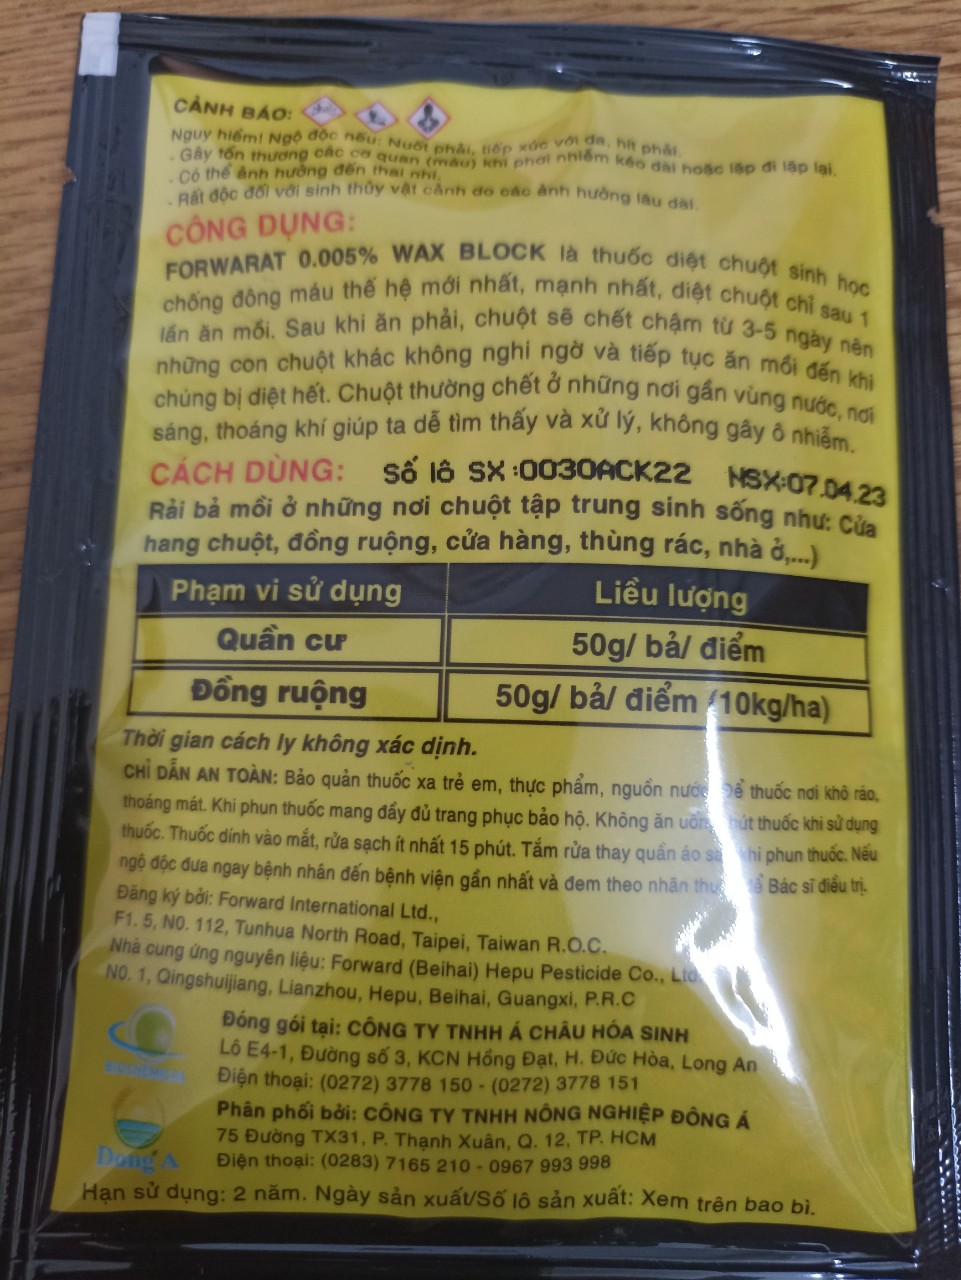 CẢNH BÁO:
Nguy hiểm! Ngộ độc nếu: Nuốt phải, tiếp xúc với da, hít phải.
- Gây tổn thương các cơ quan (máu) khi phơi nhiễm kéo dài hoặc lặp đi lặp lại.
- Có thể ảnh hưởng đến thai nhi.
- Rất độc đối với sinh thủy vật cảnh do các ảnh hưởng lâu dài.
CÔNG DỤNG:
FORWARAT 0.005% WAX BLOCK là thuốc diệt chuột sinh học
chống đông máu thế hệ mới nhất, mạnh nhất, diệt chuột chỉ sau 1
lần ăn mồi. Sau khi ăn phải, chuột sẽ chết chậm từ 3-5 ngày nên
những con chuột khác không nghi ngờ và tiếp tục ăn mồi đến khi
chúng bị diệt hết. Chuột thường chết ở những nơi gần vùng nước, nơi
sáng, thoáng khí giúp ta dễ tìm thấy và xử lý, không gây ô nhiễm.
CÁCH DÙNG: Số lô SX:0030ACK22 NSX:07.04.23
Rải bả mồi ở những nơi chuột tập trung sinh sống như: Cửa
hang chuột, đồng ruộng, cửa hàng, thùng rác, nhà ở,...)
Phạm vi sử dụng Liều lượng
Quần cư 50g/ bả/ điểm
Đồng ruộng 50g/ bả/ điểm (10kg/ha)
Thời gian cách ly không xác định.
CHỈ DẪN AN TOÀN: Bảo quản thuốc xa trẻ em, thực phẩm, nguồn nước. Để thuốc nơi khô ráo,
thoáng mát. Khi phun thuốc mang đầy đủ trang phục bảo hộ. Không ăn uống, hút thuốc khi sử dụng
thuốc. Thuốc dính vào mắt, rửa sạch ít nhất 15 phút. Tắm rửa thay quần áo sau khi phun thuốc. Nếu
ngộ độc đưa ngay bệnh nhân đến bệnh viện gần nhất và đem theo nhãn để Bác sĩ điều trị.
Đăng ký bởi: Forward International Ltd.,
F1. 5, N0. 112, Tunhua North Road, Taipei, Taiwan R.O.C.
Nhà cung ứng nguyên liệu: Forward (Beihai) Hepu Pesticide Co., Ltd
N0. 1, Qingshuijiang, Lianzhou, Hepu, Beihai, Guangxi, P.R.C
BIOCHEMICAL
Đóng gói tại: CÔNG TY TNHH Á CHÂU HÓA SINH
Lô E4-1, Đường số 3, KCN Hồng Đạt, H. Đức Hòa, Long An
Điện thoại: (0272) 3778 150 - (0272) 3778 151
Dong A
Phân phối bởi: CÔNG TY TNHH NÔNG NGHIỆP ĐÔNG Á
75 Đường TX31, P. Thạnh Xuân, Q. 12, TP. HCM
Điện thoại: (0283) 7165 210 - 0967 993 998
Hạn sử dụng: 2 năm. Ngày sản xuất/Số lô sản xuất: Xem trên bao bì.